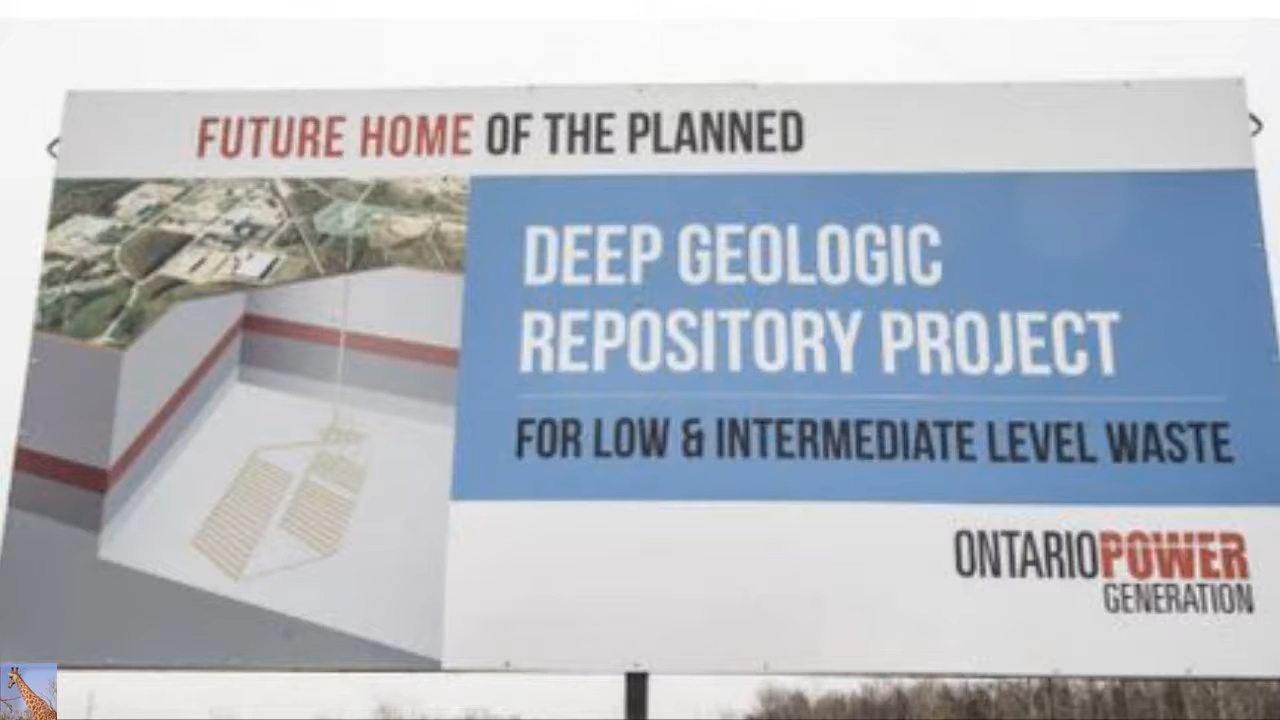 FUTURE HOME OF THE PLANNED
DEEP GEOLOGIC
REPOSITORY PROJECT
FOR LOW & INTERMEDIATE LEVEL WASTE
ONTARIOPOWER
GENERATION